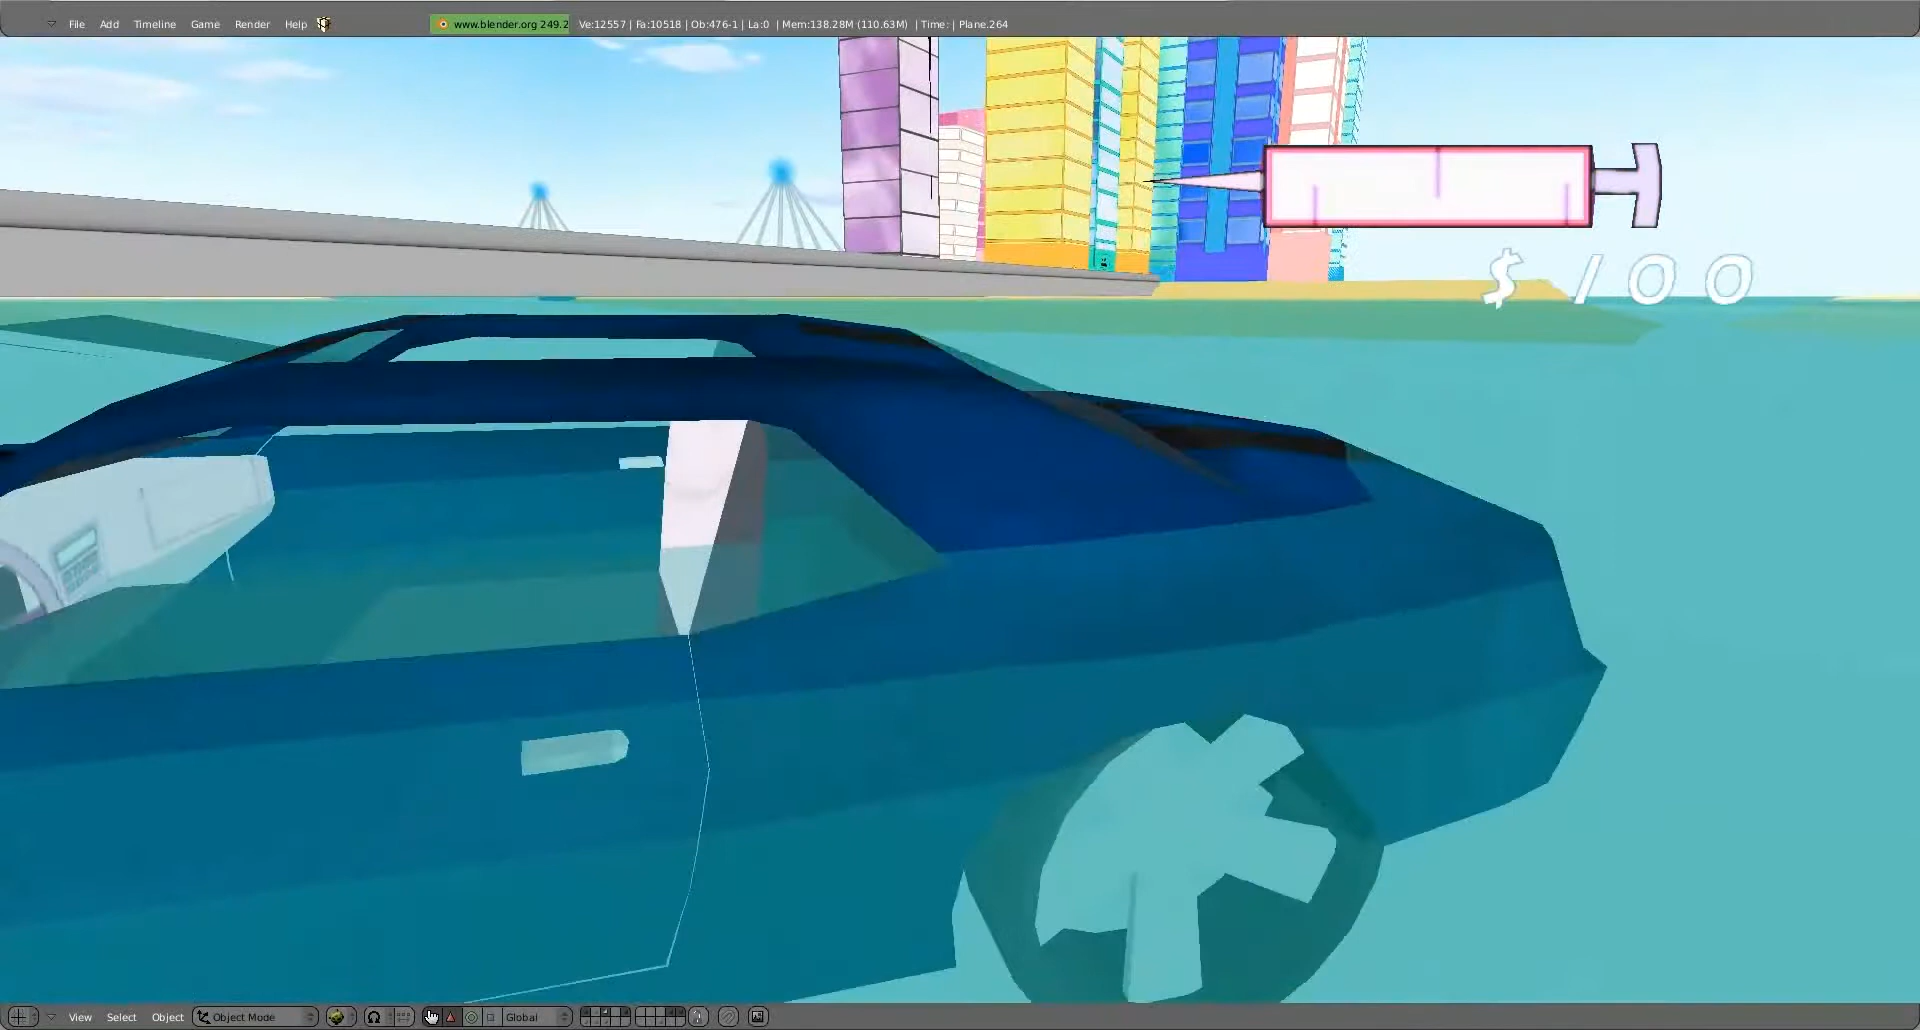 File Add Timeline Game Render Help www.blender.org 249.2 Ve:12557 | Fa:10518 | Ob:476-1 | La:0 | Mem:138.28M (110.63M) | Time: | Plane.264
$ 100
View Select Object Object Mode Global